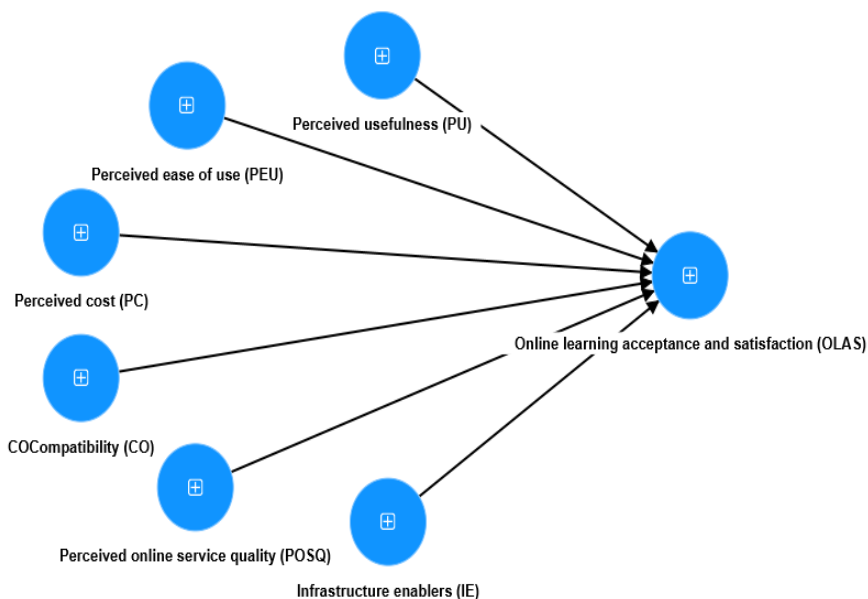 Perceived usefulness (PU)
Perceived ease of use (PEU)
Perceived cost (PC)
Online learning acceptance and satisfaction (OLAS)
COCompatibility (CO)
Perceived online service quality (POSQ)
Infrastructure enablers (IE)